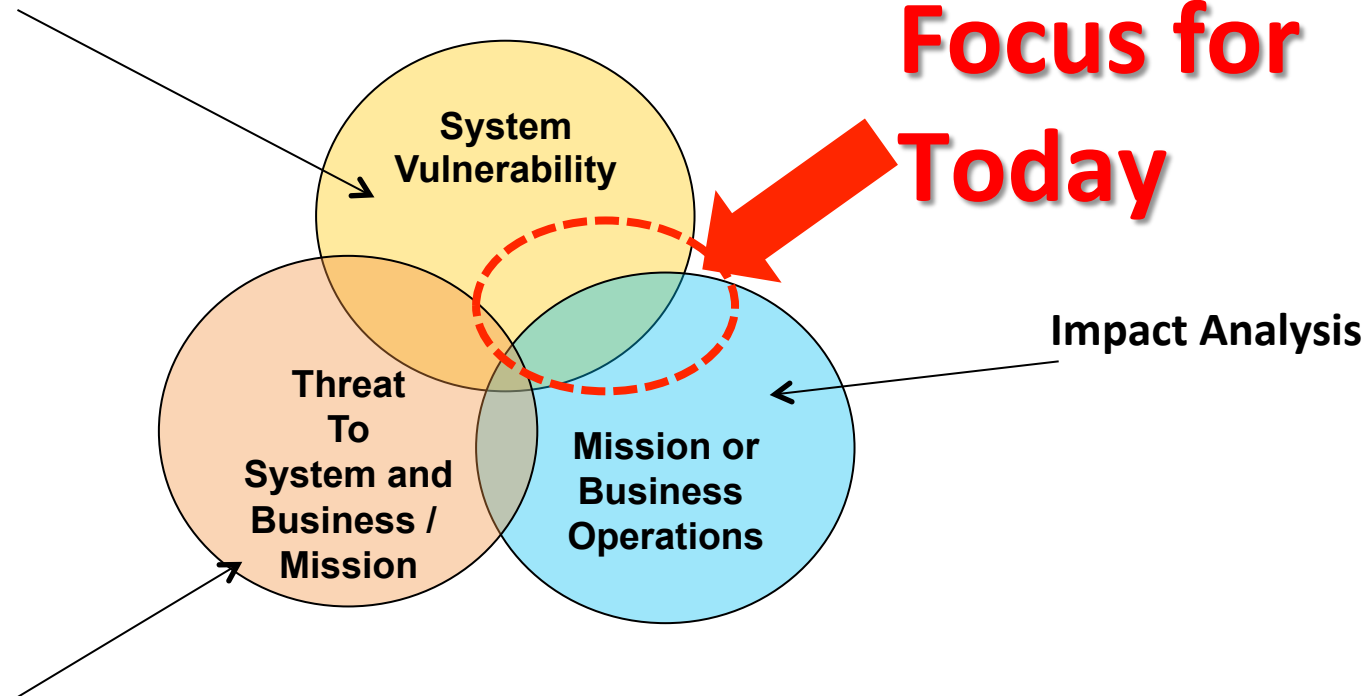 Focus for
Today
System
Vulnerability
Impact Analysis
Threat
To
System and
Business /
Mission
Mission or
Business
Operations